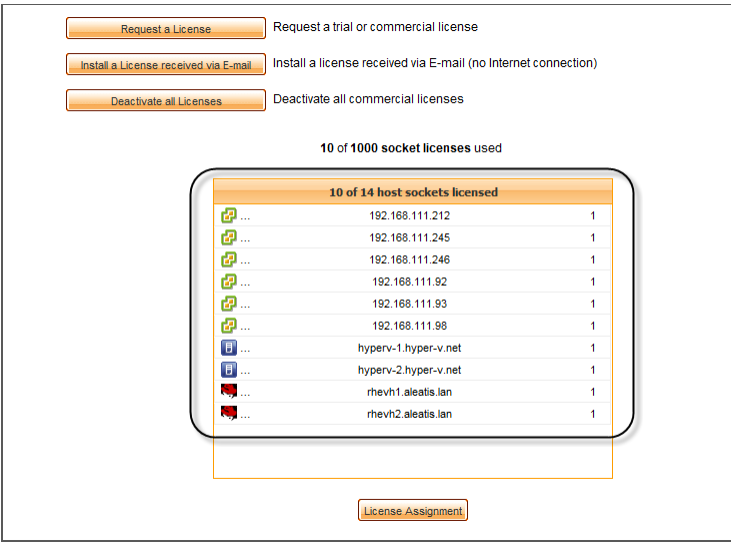 Request a License Request a trial or commercial license
Install a License received via E-mail Install a license received via E-mail (no Internet connection)
Deactivate all Licenses Deactivate all commercial licenses
10 of 1000 socket licenses used
10 of 14 host sockets licensed
... 192.168.111.212 1
... 192.168.111.245 1
... 192.168.111.246 1
... 192.168.111.92 1
... 192.168.111.93 1
... 192.168.111.98 1
... hyperv-1.hyper-v.net 1
... hyperv-2.hyper-v.net 1
... rhevh1.aleatis.lan 1
... rhevh2.aleatis.lan 1
License Assignment